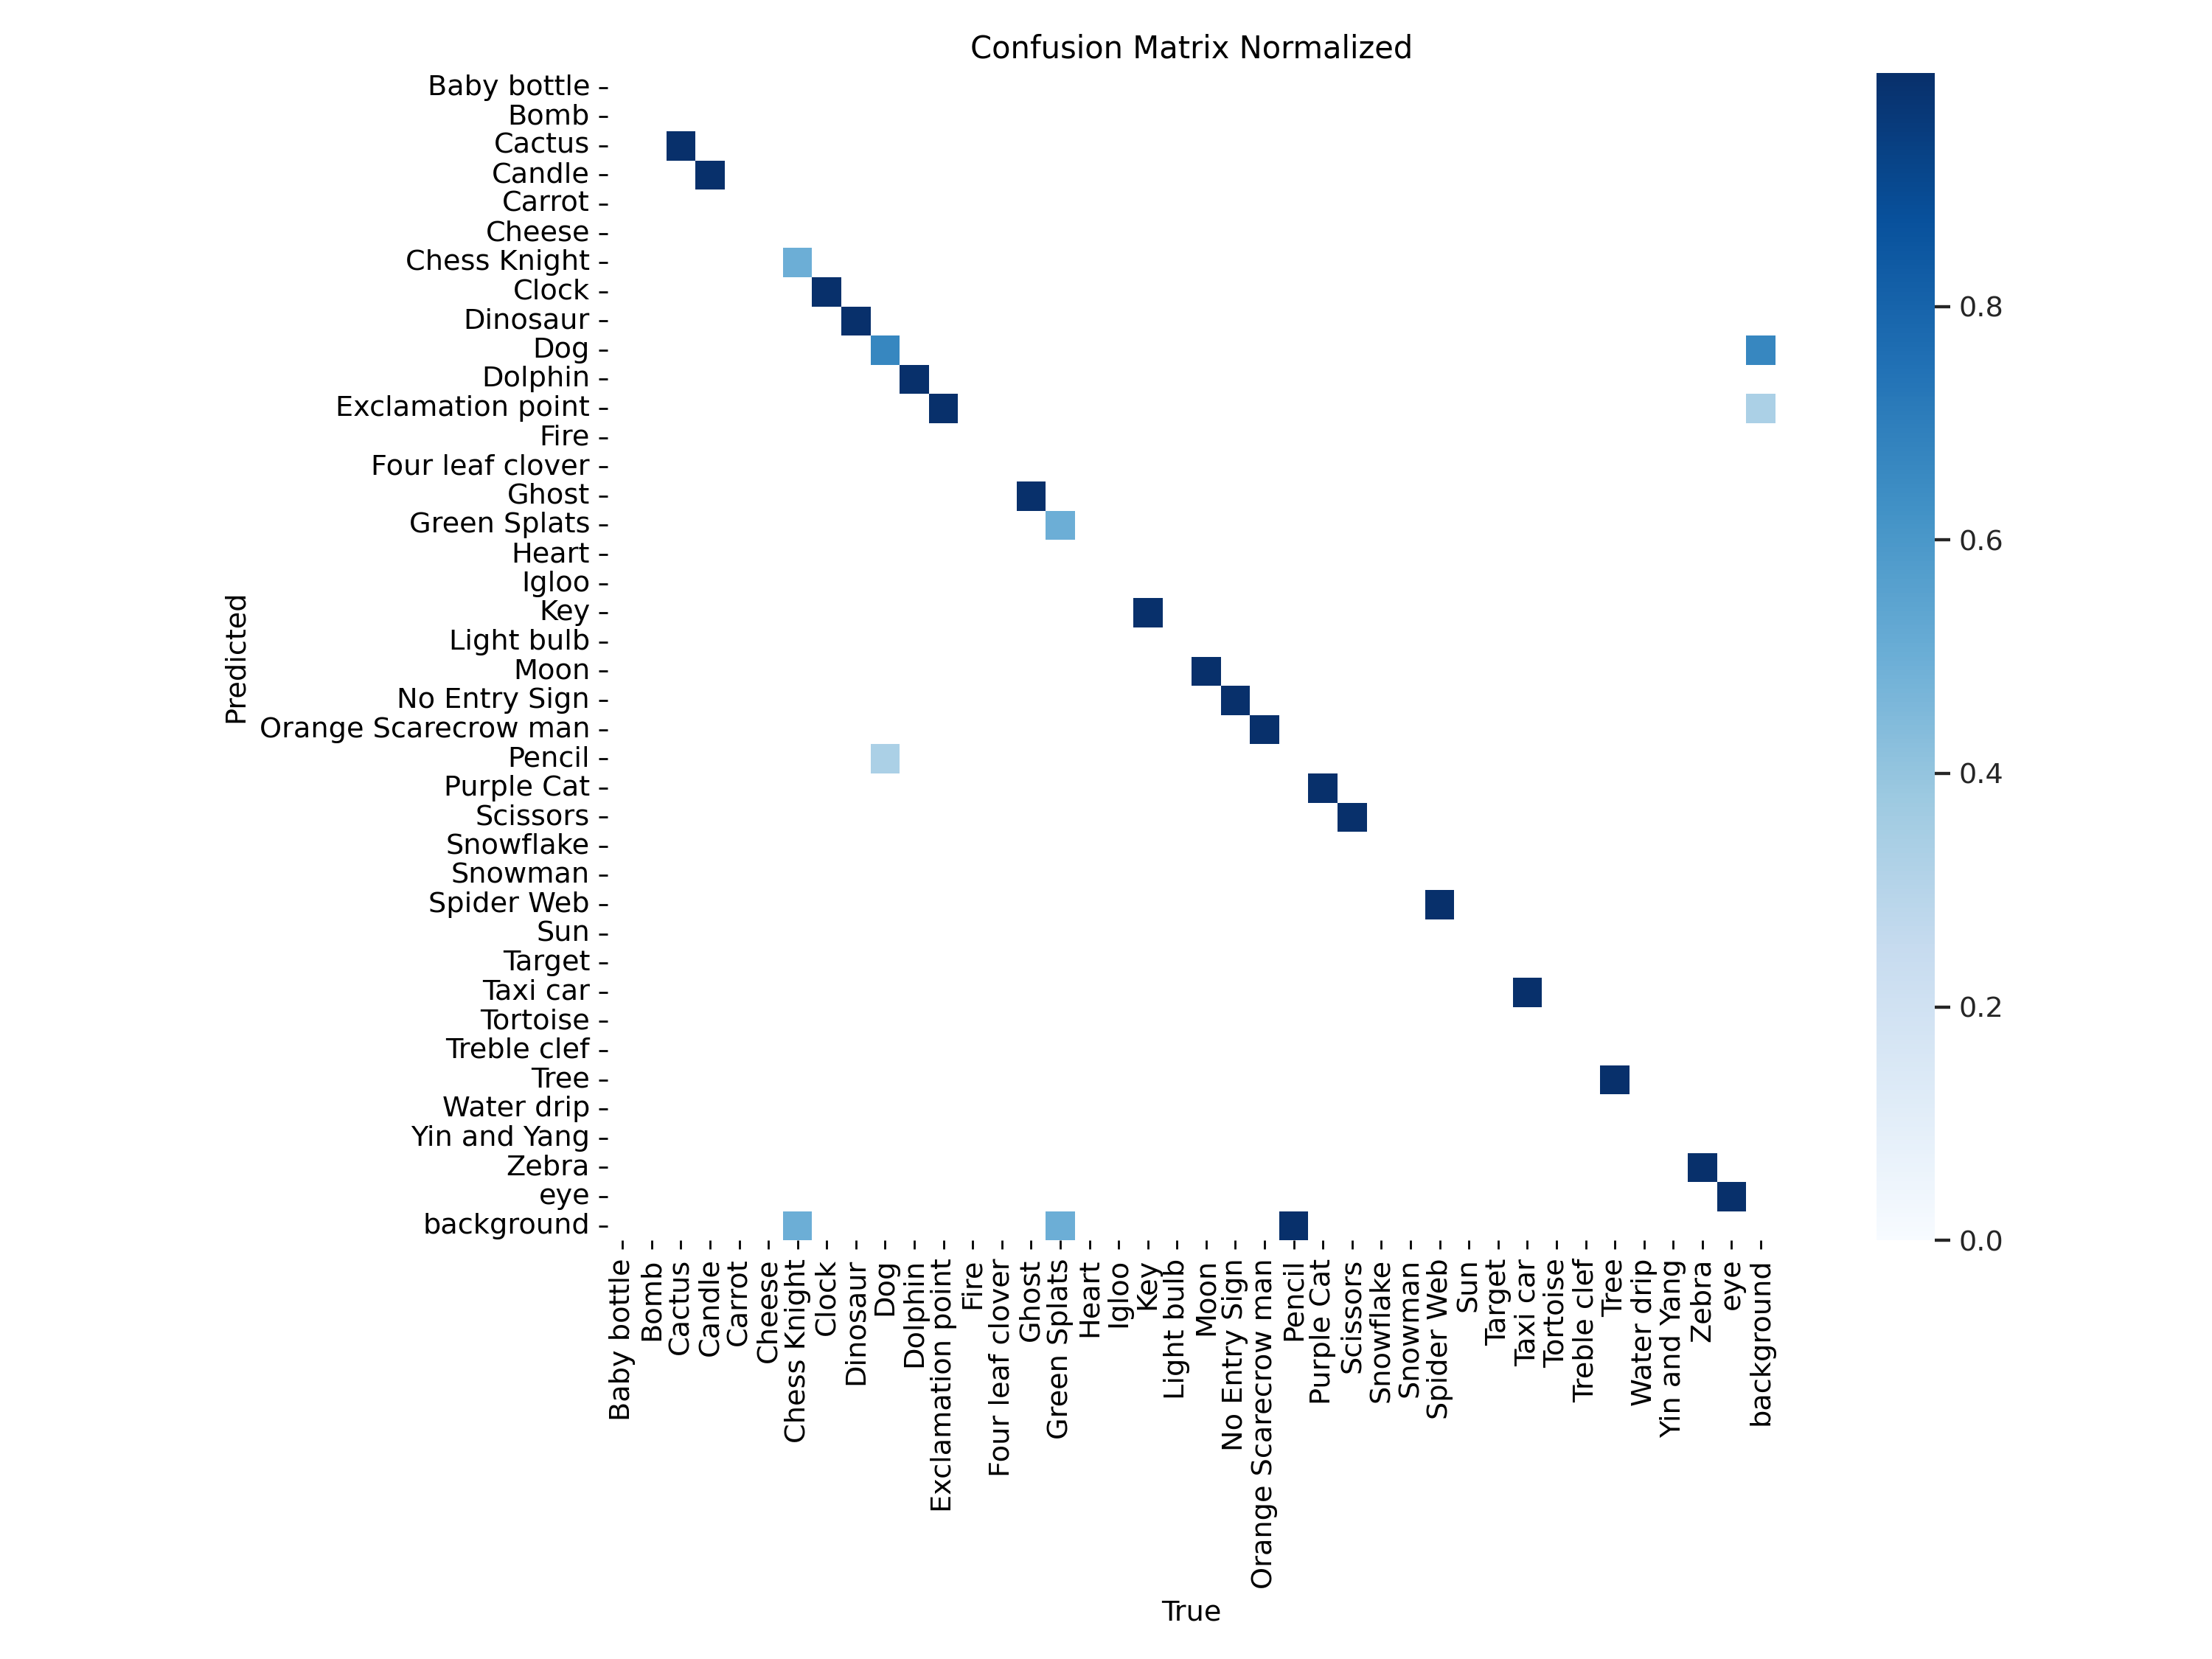 Confusion Matrix Normalized
Baby bottle
Bomb
Cactus
Candle
Carrot
Cheese
Chess Knight
Clock
Dinosaur
Dog
Dolphin
Exclamation point
Fire
Four leaf clover
Ghost
Green Splats
Heart
Igloo
Key
Light bulb
Moon
No Entry Sign
Orange Scarecrow man
Pencil
Purple Cat
Scissors
Snowflake
Snowman
Spider Web
Sun
Target
Taxi car
Tortoise
Treble clef
Tree
Water drip
Yin and Yang
Zebra
eye
background
Predicted
Baby bottle
Bomb
Cactus
Candle
Carrot
Cheese
Chess Knight
Clock
Dinosaur
Dog
Dolphin
Exclamation point
Fire
Four leaf clover
Ghost
Green Splats
Heart
Igloo
Key
Light bulb
Moon
No Entry Sign
Orange Scarecrow man
Pencil
Purple Cat
Scissors
Snowflake
Snowman
Spider Web
Sun
Target
Taxi car
Tortoise
Treble clef
Tree
Water drip
Yin and Yang
Zebra
eye
background
True
0.8
0.6
0.4
0.2
0.0